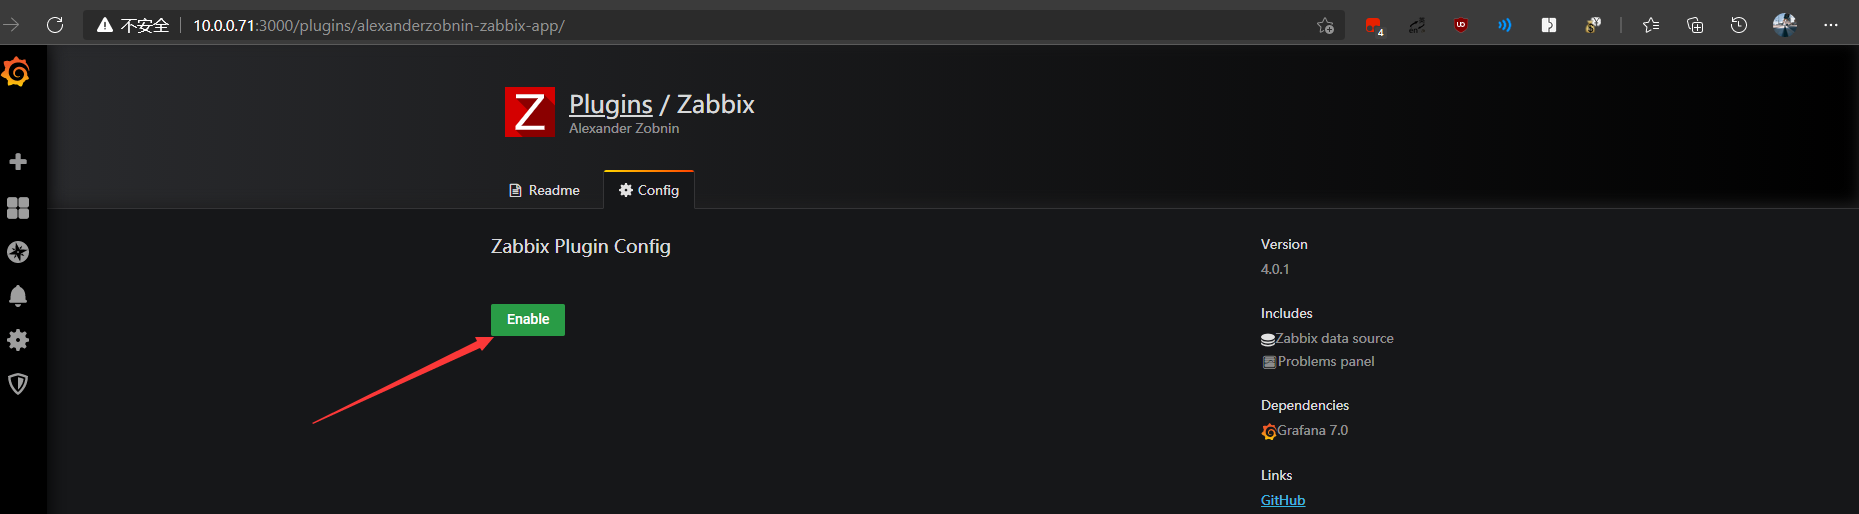 不安全 10.0.0.71:3000/plugins/alexanderzobnin-zabbix-app/
4
UD
Z
Plugins / Zabbix
Alexander Zobnin
Readme
Config
Zabbix Plugin Config
Enable
Version
4.0.1
Includes
Zabbix data source
Problems panel
Dependencies
Grafana 7.0
Links
GitHub